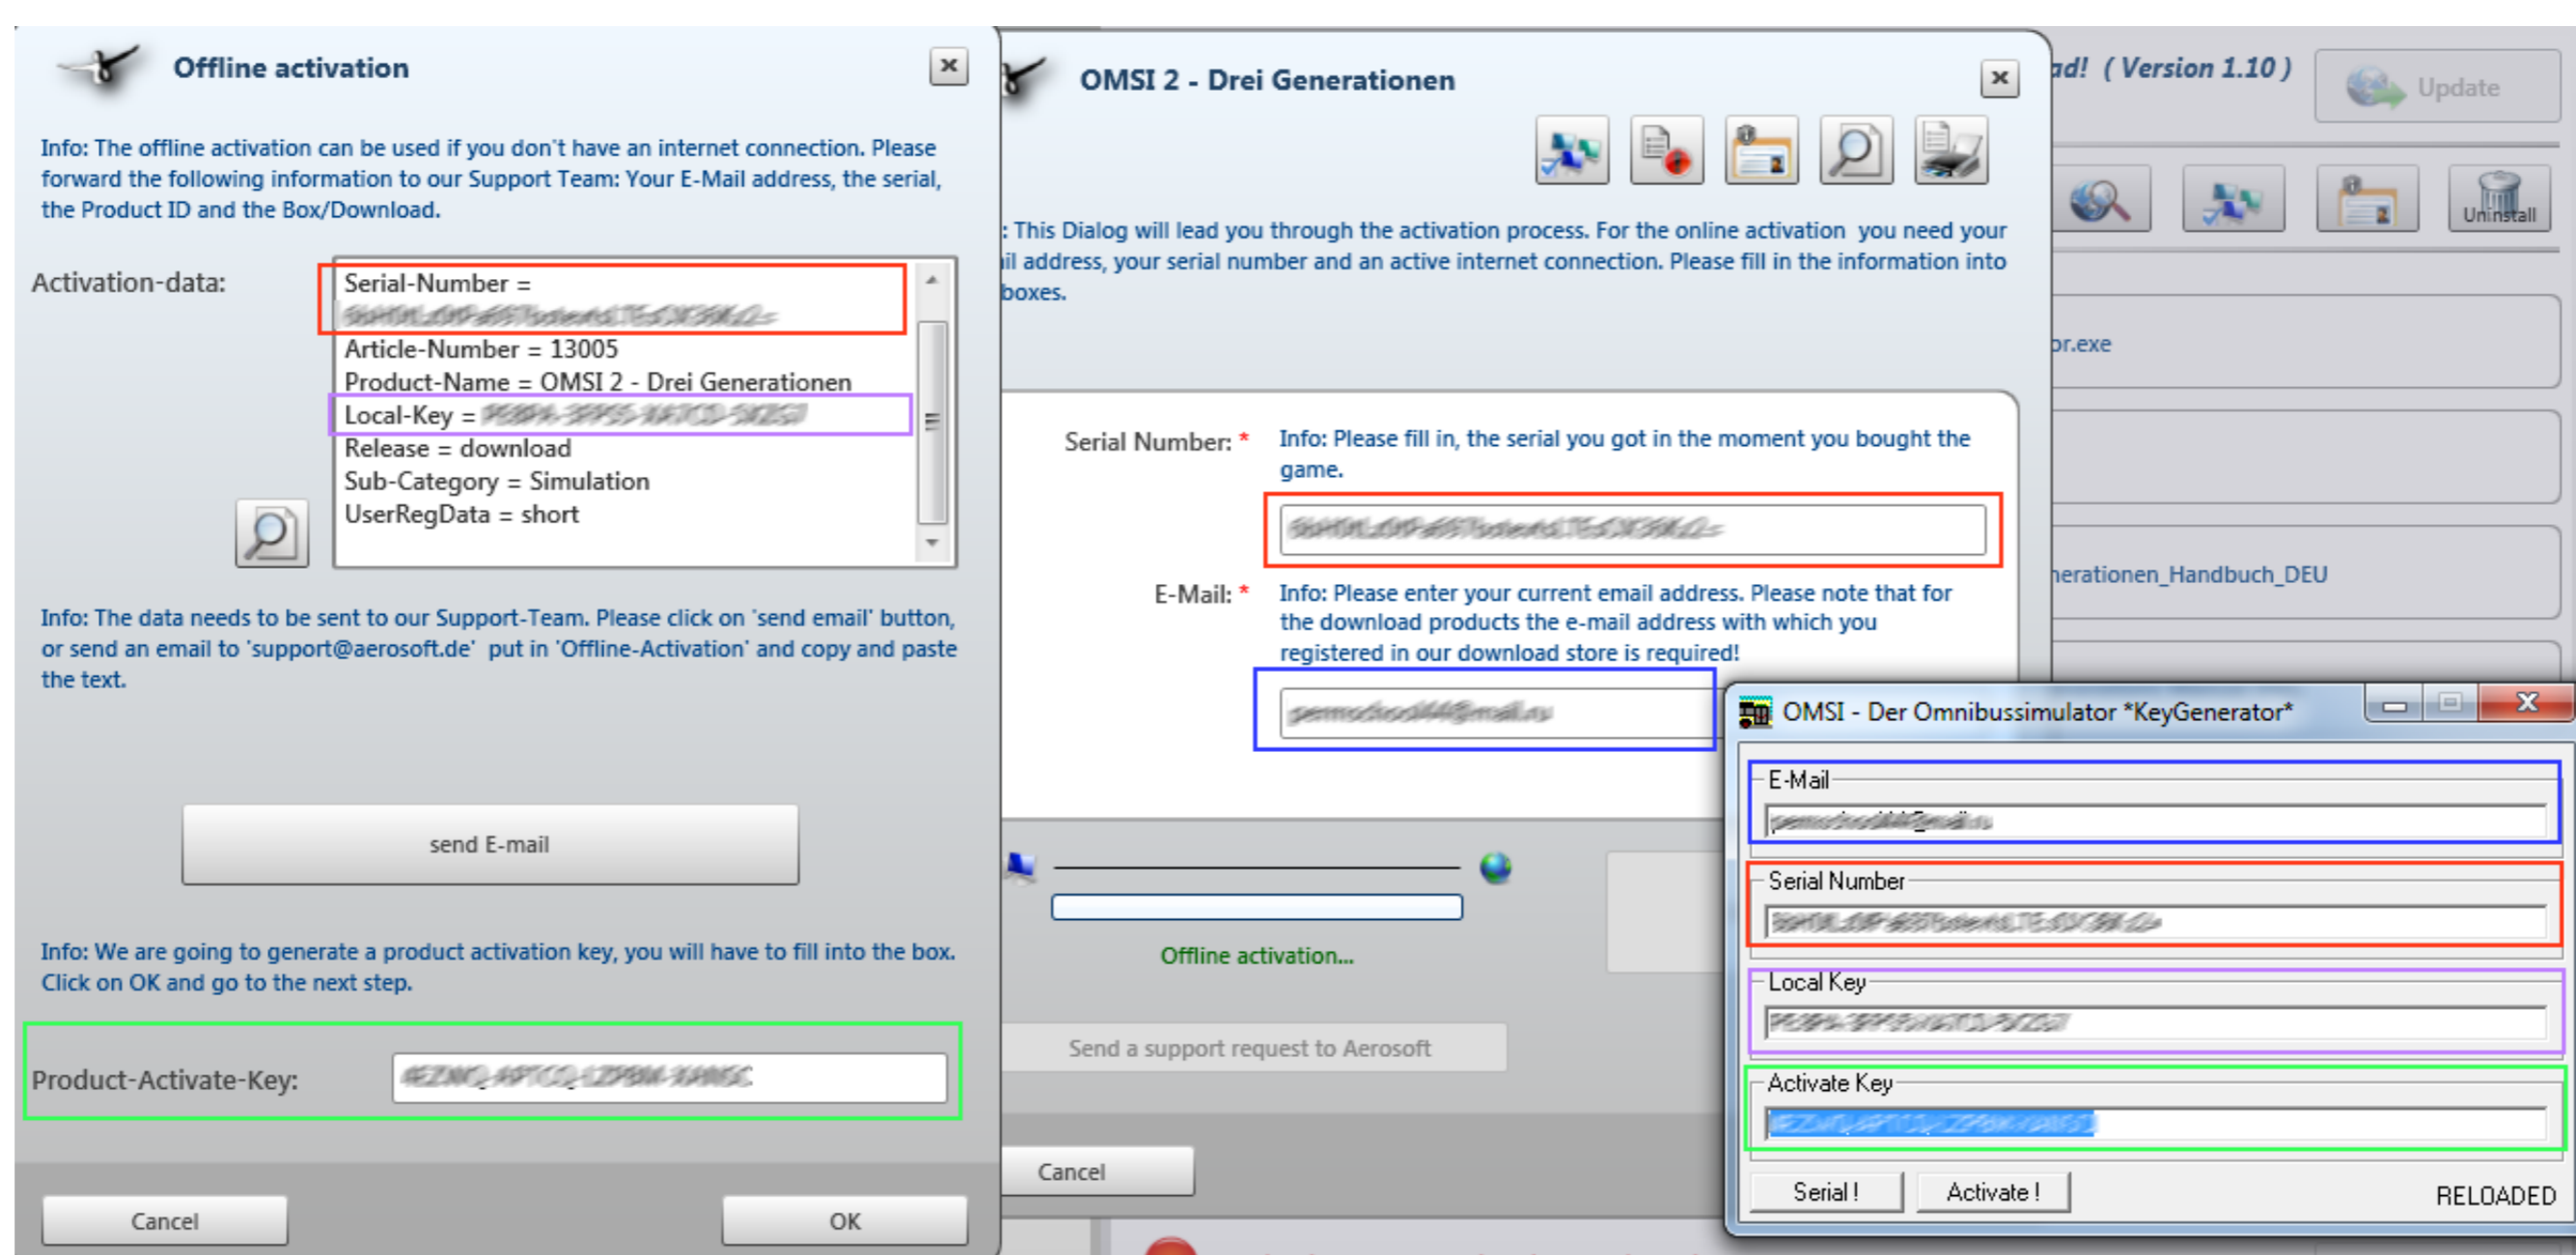 Offline activation
Info: The offline activation can be used if you don't have an internet connection. Please
forward the following information to our Support Team: Your E-Mail address, the serial,
the Product ID and the Box/Download.
Activation-data:
Serial-Number =
Article-Number = 13005
Product-Name = OMSI 2 - Drei Generationen
Local-Key =
Release = download
Sub-Category = Simulation
UserRegData = short
Info: The data needs to be sent to our Support-Team. Please click on 'send email' button,
or send an email to 'support@aerosoft.de' put in 'Offline-Activation' and copy and paste
the text.
send E-mail
Info: We are going to generate a product activation key, you will have to fill into the box.
Click on OK and go to the next step.
Product-Activate-Key:
Cancel
OK
OMSI 2 - Drei Generationen
: This Dialog will lead you through the activation process. For the online activation you need your
il address, your serial number and an active internet connection. Please fill in the information into
boxes.
Serial Number: *
Info: Please fill in, the serial you got in the moment you bought the
game.
E-Mail: *
Info: Please enter your current email address. Please note that for
the download products the e-mail address with which you
registered in our download store is required!
Offline activation...
Send a support request to Aerosoft
Cancel
ad! ( Version 1.10 )
Update
Uninstall
or.exe
nerationen_Handbuch_DEU
OMSI - Der Omnibussimulator *KeyGenerator*
E-Mail
Serial Number
Local Key
Activate Key
Serial !
Activate !
RELOADED